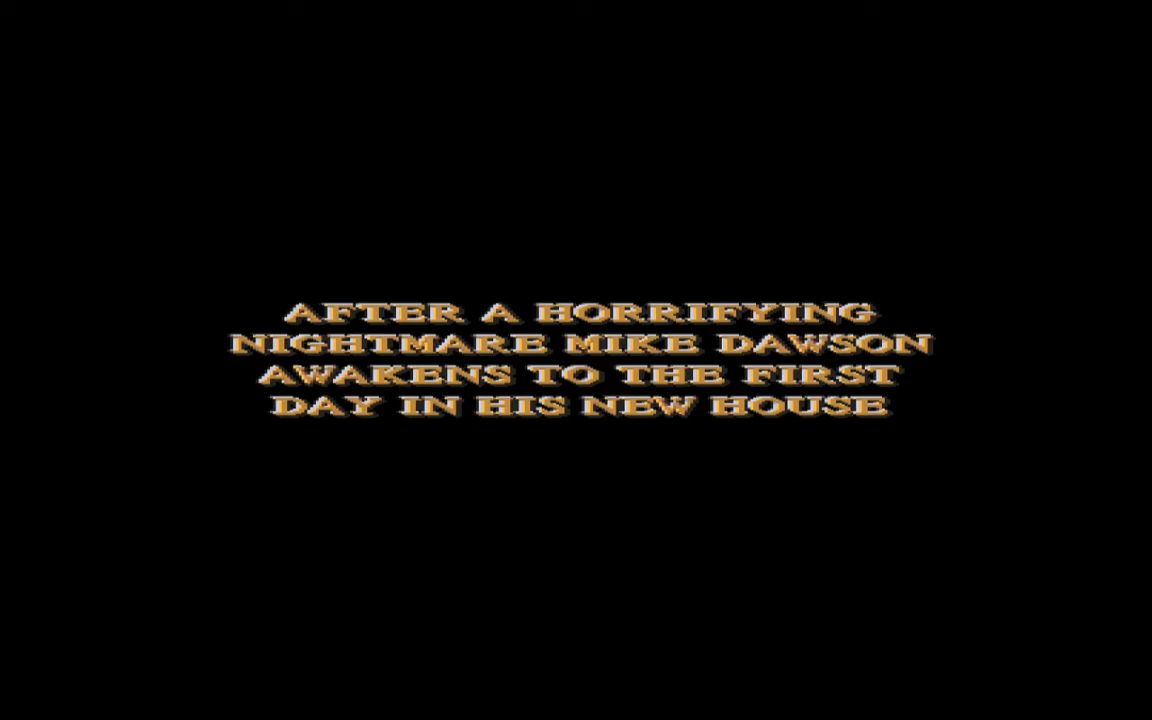 AFTER A HORRIFYING
NIGHTMARE MIKE DAWSON
AWAKENS TO THE FIRST
DAY IN HIS NEW HOUSE